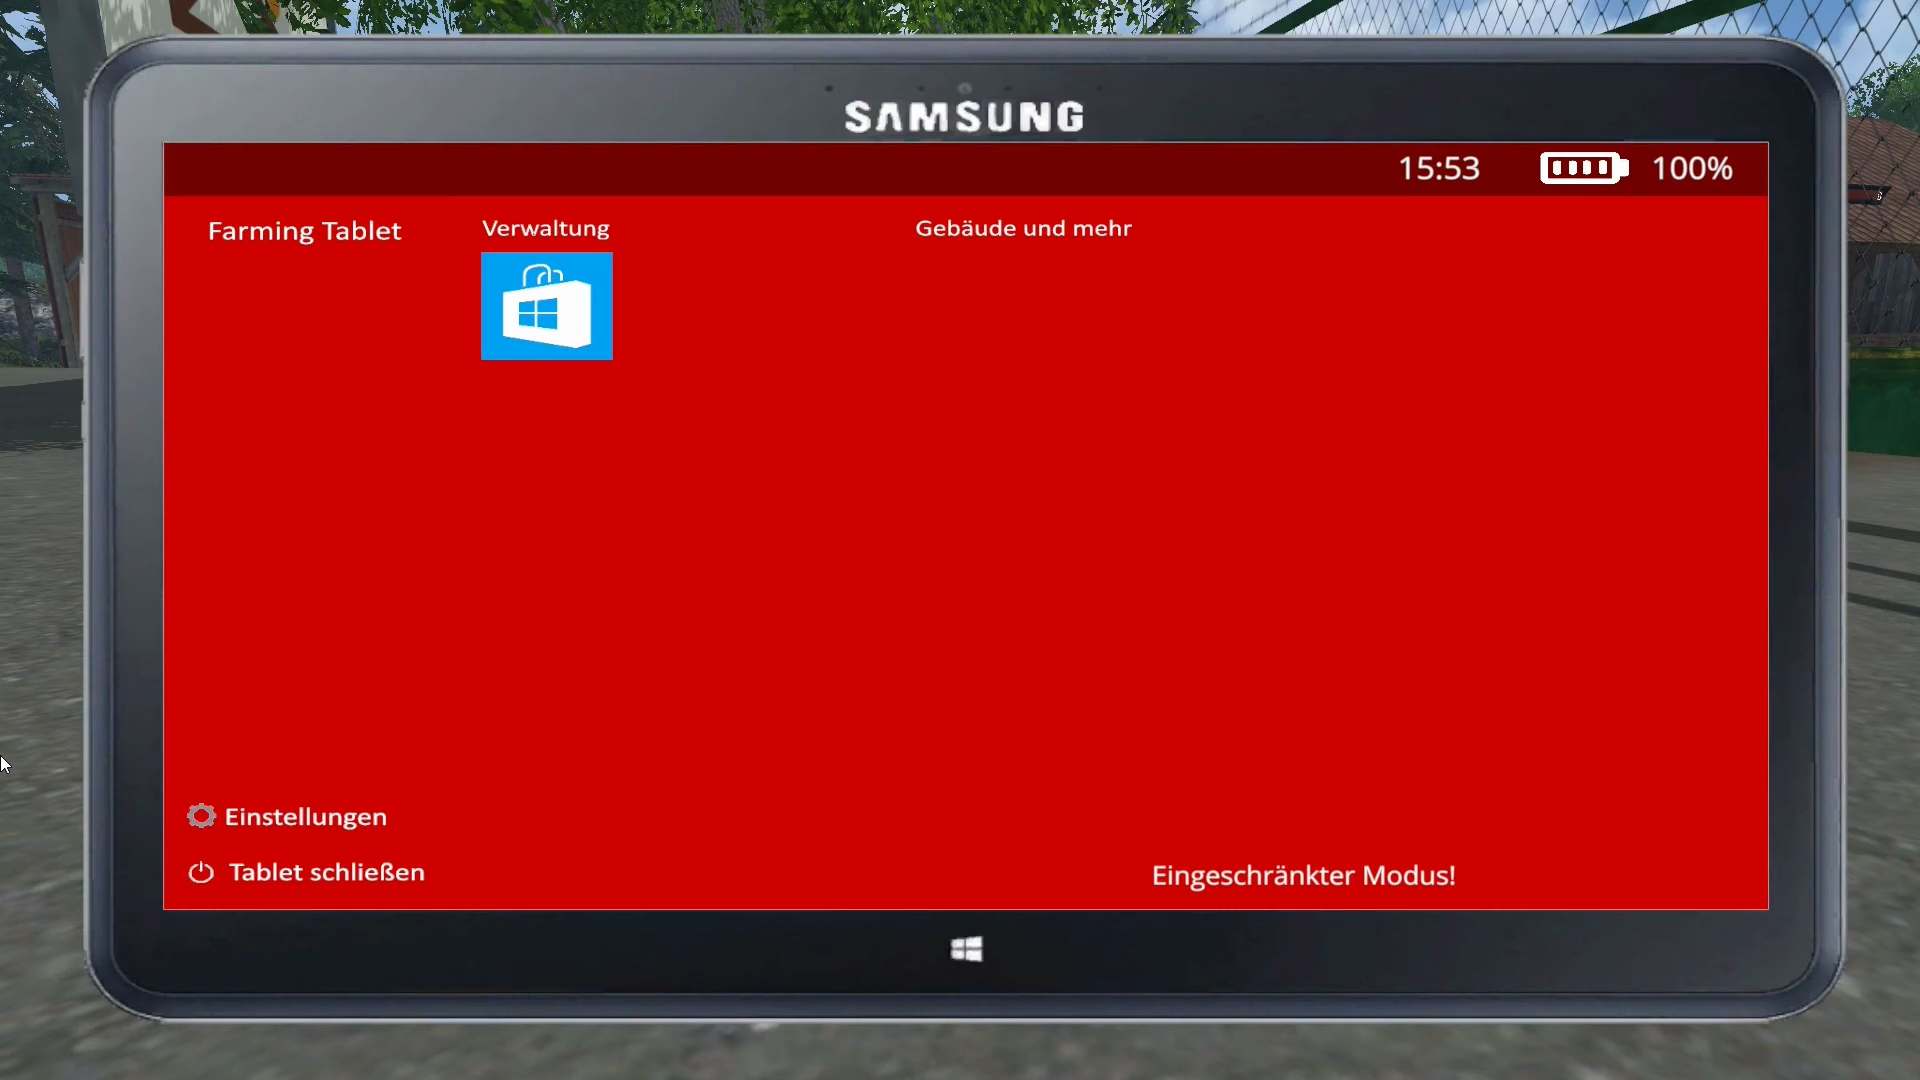 SAMSUNG
15:53 100%
Farming Tablet
Verwaltung
Gebäude und mehr
Einstellungen
Tablet schließen
Eingeschränkter Modus!